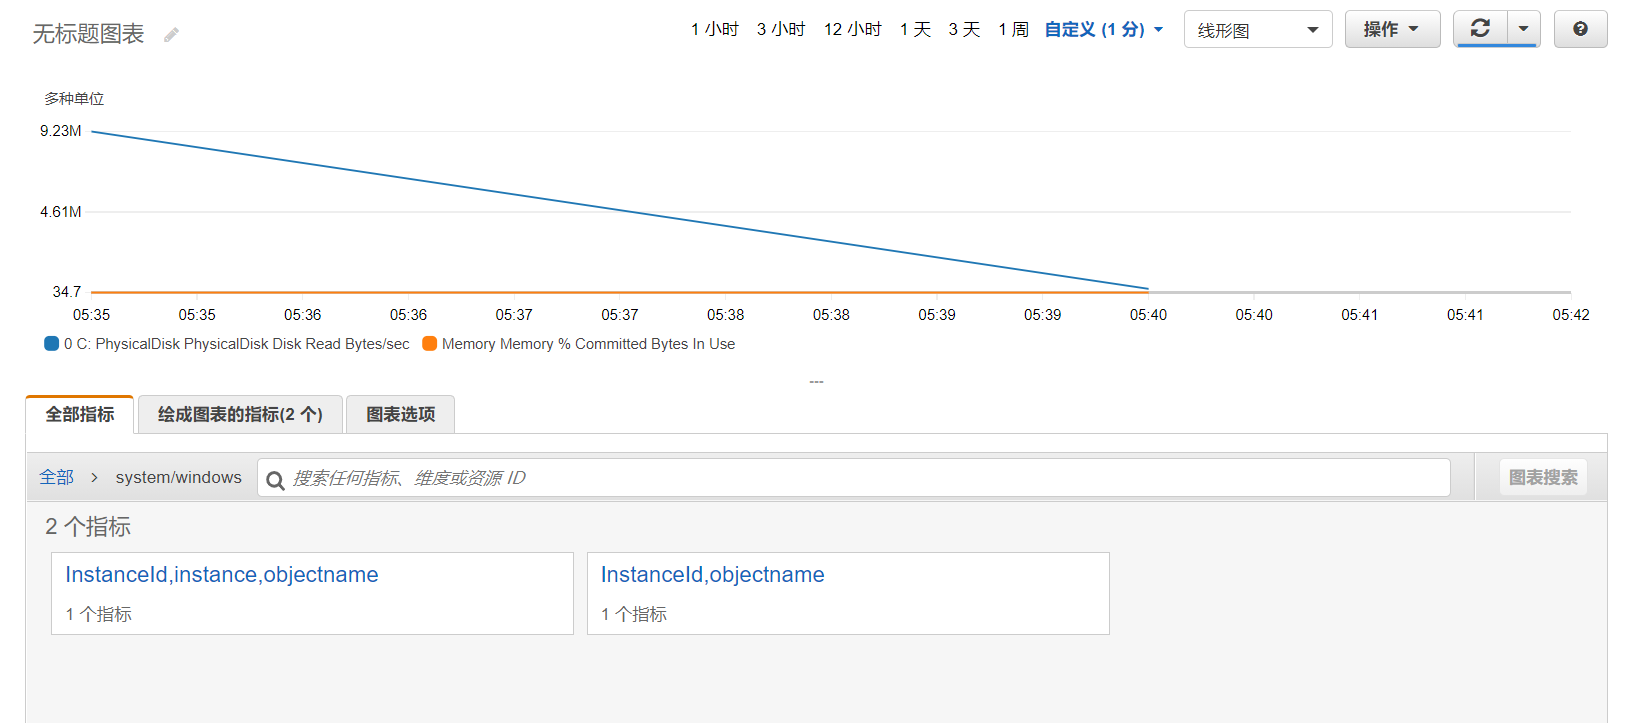 无标题图表
1 小时 3 小时 12 小时 1 天 3 天 1 周 自定义 (1 分) 线形图 操作
多种单位
9.23M
4.61M
34.7
05:35 05:35 05:36 05:36 05:37 05:37 05:38 05:38 05:39 05:39 05:40 05:40 05:41 05:41 05:42
0 C: PhysicalDisk PhysicalDisk Disk Read Bytes/sec Memory Memory % Committed Bytes In Use
全部指标 绘成图表的指标(2 个) 图表选项
全部 > system/windows 搜索任何指标、维度或资源 ID 图表搜索
2 个指标
InstanceId,instance,objectname InstanceId,objectname
1 个指标 1 个指标